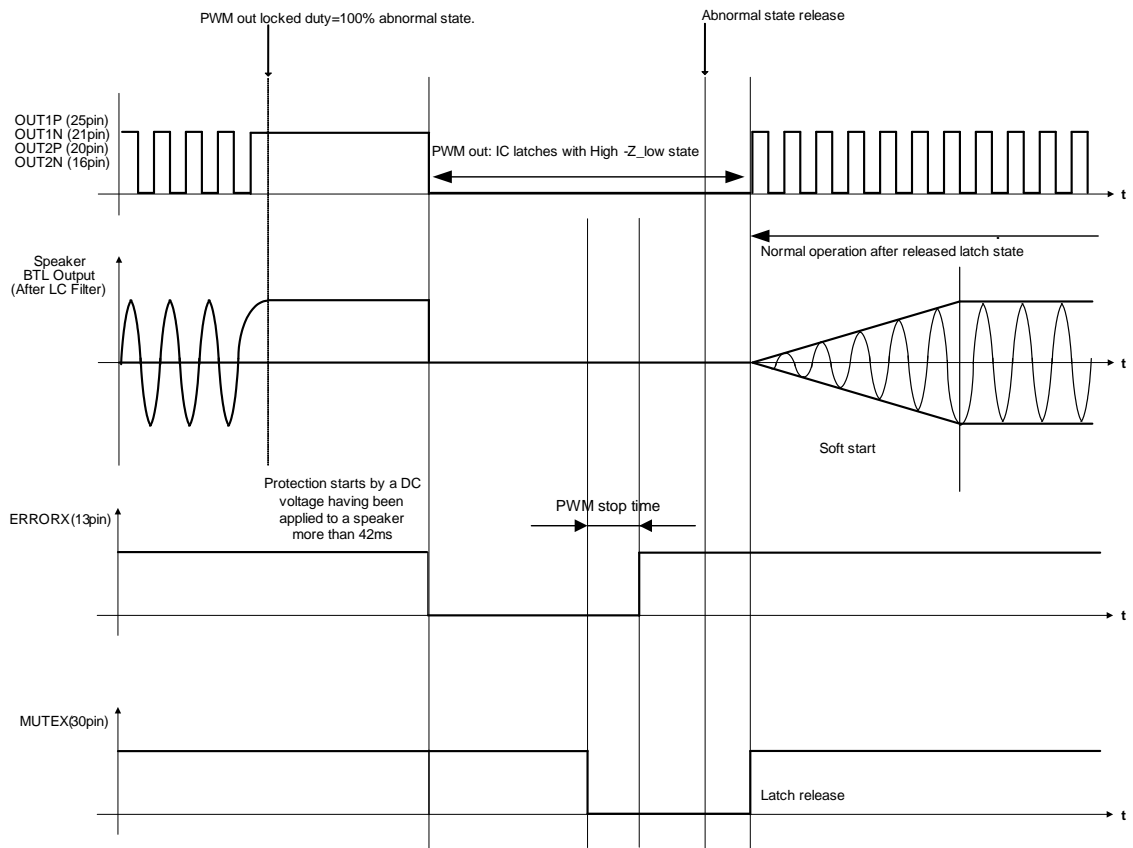 PWM out locked duty=100% abnormal state.
Abnormal state release
OUT1P (25pin)
OUT1N (21pin)
OUT2P (20pin)
OUT2N (16pin)
PWM out: IC latches with High -Z_low state
t
Normal operation after released latch state
Speaker
BTL Output
(After LC Filter)
t
Soft start
Protection starts by a DC
voltage having been
applied to a speaker
more than 42ms
PWM stop time
ERRORX (13pin)
t
MUTEX(30pin)
Latch release
t